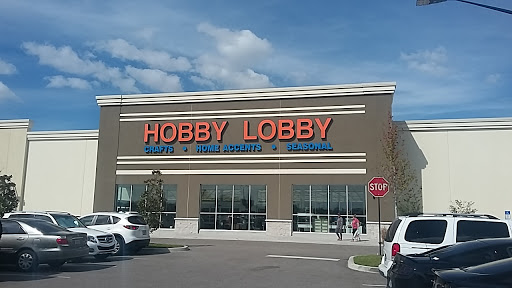 HOBBY LOBBY
CRAFTS • HOME ACCENTS • SEASONAL
STOP